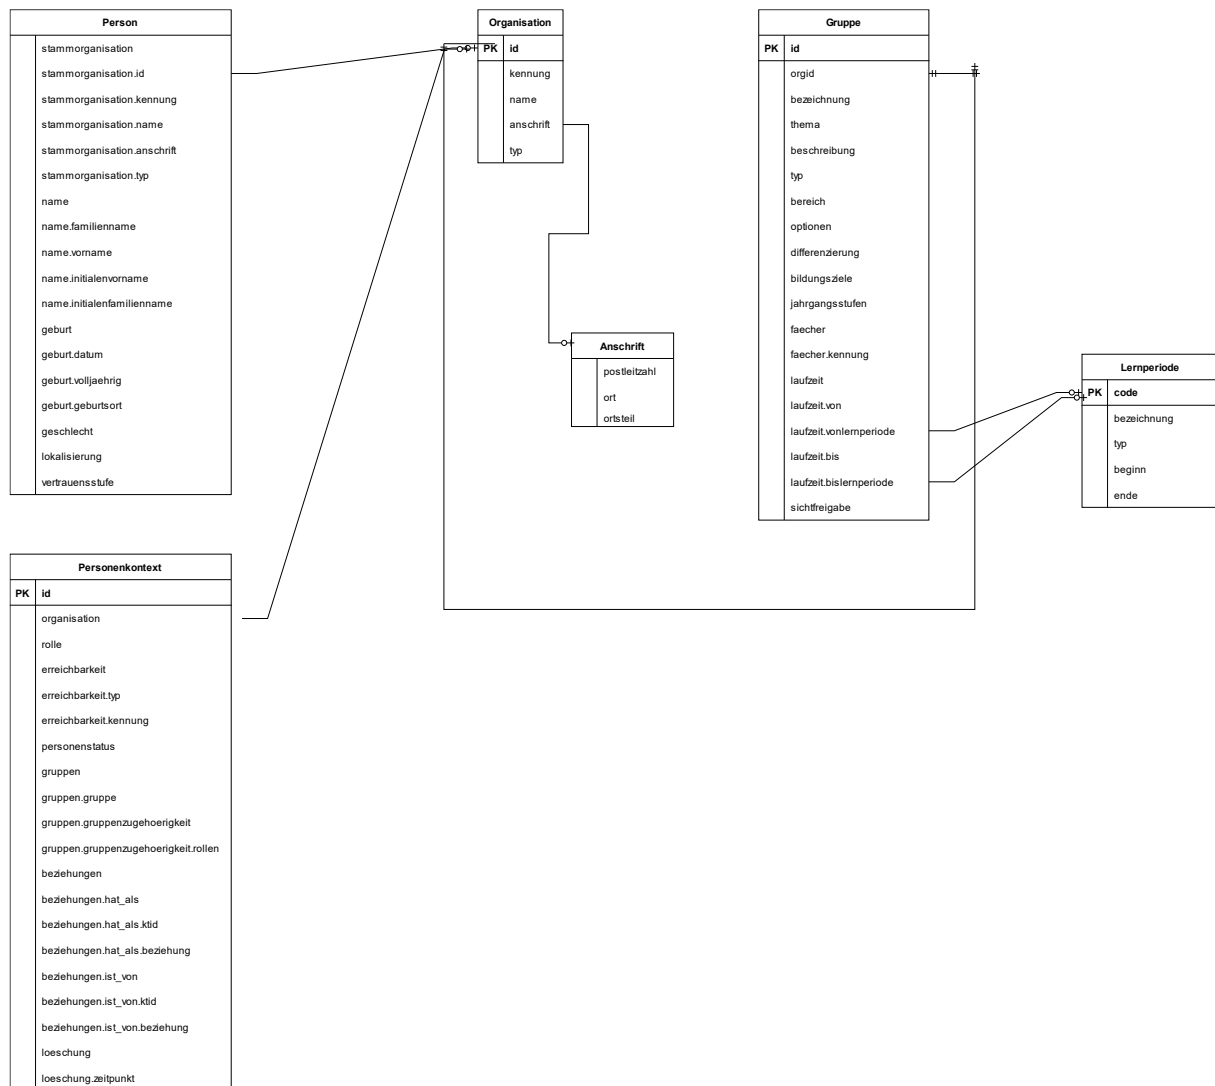 Person
stammorganisation
stammorganisation.id
stammorganisation.kennung
stammorganisation.name
stammorganisation.anschrift
stammorganisation.typ
name
name.familienname
name.vorname
name.initialenvorname
name.initialenfamilienname
geburt
geburt.datum
geburt.volljaehrig
geburt.geburtsort
geschlecht
lokalisierung
vertrauensstufe
Personenkontext
PK id
organisation
rolle
erreichbarkeit
erreichbarkeit.typ
erreichbarkeit.kennung
personenstatus
gruppen
gruppen.gruppe
gruppen.gruppenzugehoerigkeit
gruppen.gruppenzugehoerigkeit.rollen
beziehungen
beziehungen.hat_als
beziehungen.hat_als.ktid
beziehungen.hat_als.beziehung
beziehungen.ist_von
beziehungen.ist_von.ktid
beziehungen.ist_von.beziehung
loeschung
loeschung.zeitpunkt
Organisation
PK id
kennung
name
anschrift
typ
Anschrift
postleitzahl
ort
ortsteil
Gruppe
PK id
orgid
bezeichnung
thema
beschreibung
typ
bereich
optionen
differenzierung
bildungsziele
jahrgangsstufen
faecher
faecher.kennung
laufzeit
laufzeit.von
laufzeit.vonlernperiode
laufzeit.bis
laufzeit.bislernperiode
sichtfreigabe
Lernperiode
PK code
bezeichnung
typ
beginn
ende